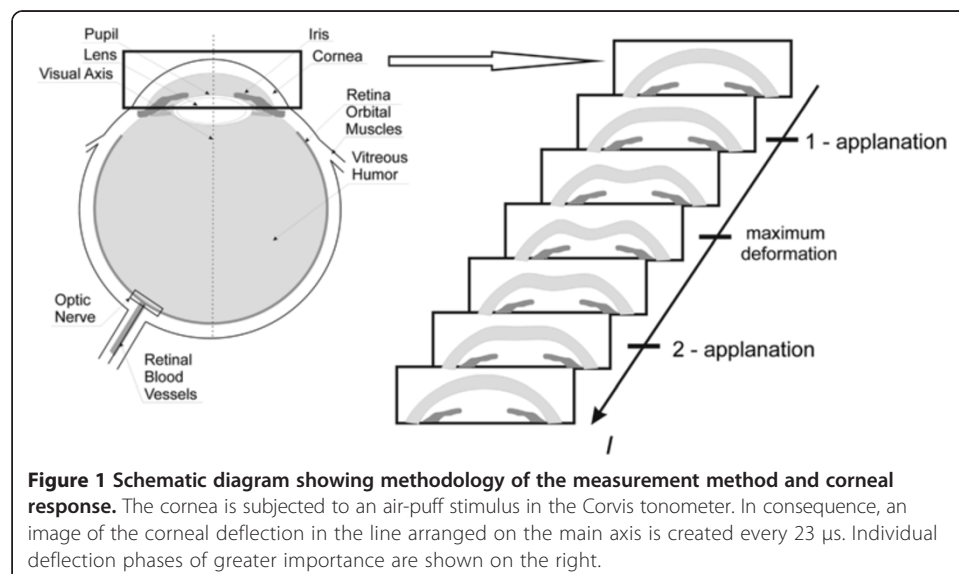 Pupil
Lens
Visual Axis
Iris
Cornea
Retina
Orbital
Muscles
Vitreous
Humor
Optic
Nerve
Retinal
Blood
Vessels
1 - applanation
maximum
deformation
2 - applanation
I
Figure 1 Schematic diagram showing methodology of the measurement method and corneal
response. The cornea is subjected to an air-puff stimulus in the Corvis tonometer. In consequence, an
image of the corneal deflection in the line arranged on the main axis is created every 23 μs. Individual
deflection phases of greater importance are shown on the right.